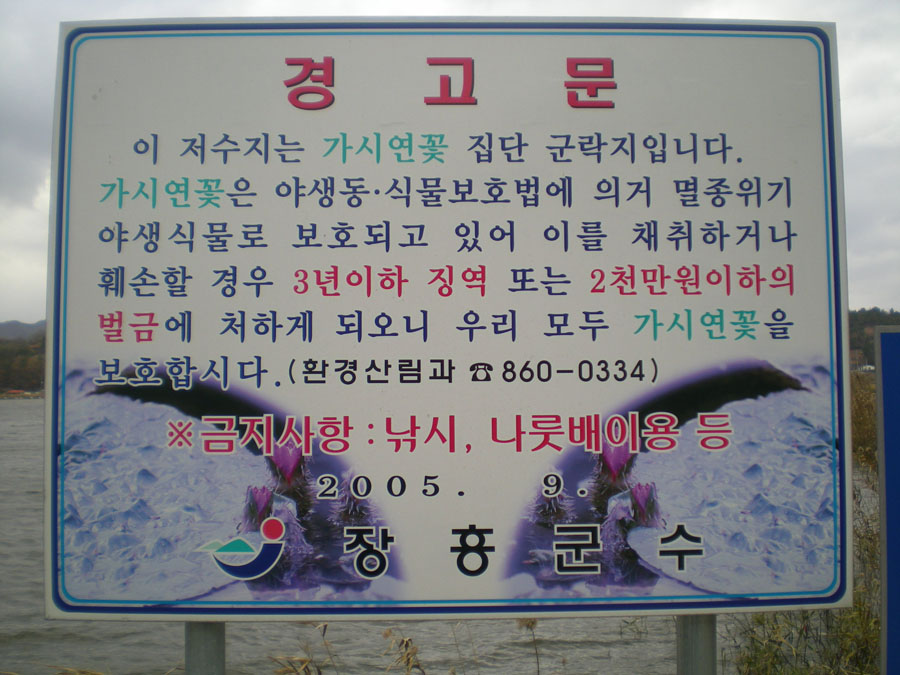 경 고 문
이 저수지는 가시연꽃 집단 군락지입니다.
가시연꽃은 야생동·식물보호법에 의거 멸종위기
야생식물로 보호되고 있어 이를 채취하거나
훼손할 경우 3년이하 징역 또는 2천만원이하의
벌금에 처하게 되오니 우리 모두 가시연꽃을
보호합시다.(환경산림과 ☎860-0334)
※금지사항 : 낚시, 나룻배이용 등
2005. 9.
장 흥 군 수